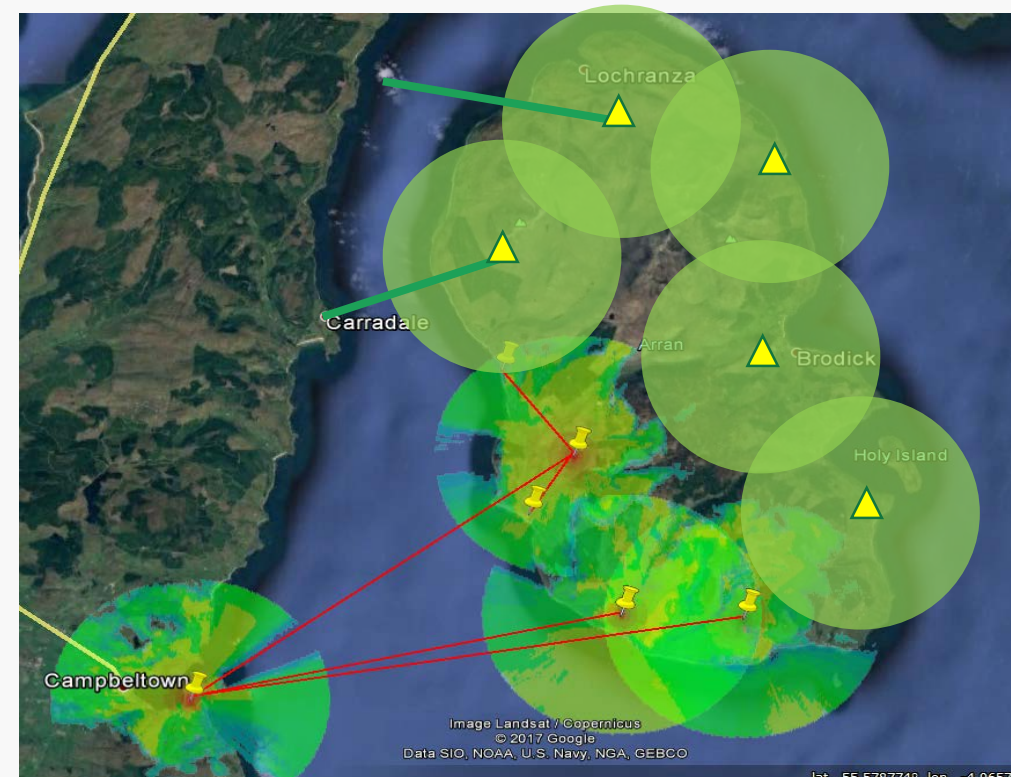 Lochranza
Carradale
Arran
Brodick
Holy Island
Campbeltown
Image Landsat / Copernicus
© 2017 Google
Data SIO, NOAA, U.S. Navy, NGA, GEBCO